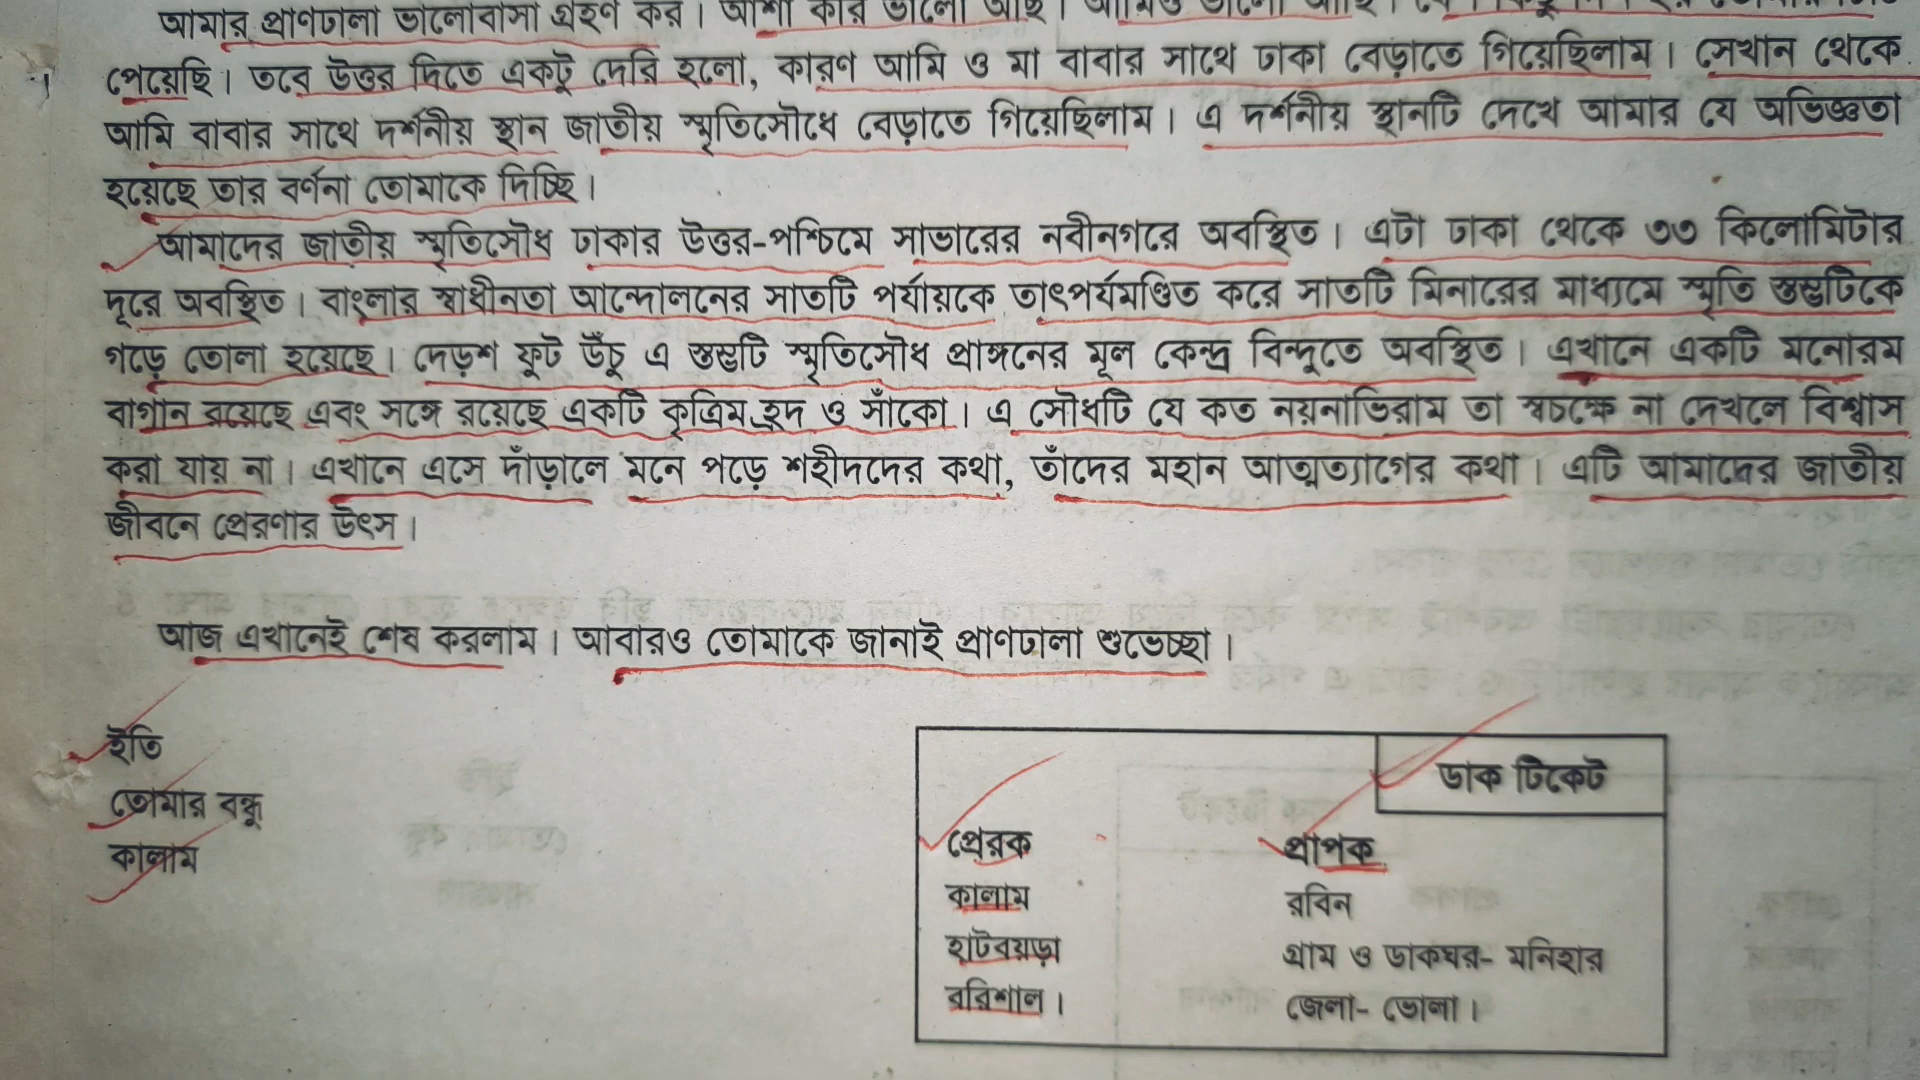 আমার প্রাণঢালা ভালোবাসা গ্রহণ কর। আশা করি ভালো আছ। আমিও ভালো আছি।
পেয়েছি। তবে উত্তর দিতে একটু দেরি হলো, কারণ আমি ও মা বাবার সাথে ঢাকা বেড়াতে গিয়েছিলাম। সেখান থেকে
আমি বাবার সাথে দর্শনীয় স্থান জাতীয় স্মৃতিসৌধে বেড়াতে গিয়েছিলাম। এ দর্শনীয় স্থানটি দেখে আমার যে অভিজ্ঞতা
হয়েছে তার বর্ণনা তোমাকে দিচ্ছি।
আমাদের জাতীয় স্মৃতিসৌধ ঢাকার উত্তর-পশ্চিমে সাভারের নবীনগরে অবস্থিত। এটা ঢাকা থেকে ৩৩ কিলোমিটার
দূরে অবস্থিত। বাংলার স্বাধীনতা আন্দোলনের সাতটি পর্যায়কে তাৎপর্যমণ্ডিত করে সাতটি মিনারের মাধ্যমে স্মৃতি স্তম্ভটিকে
গড়ে তোলা হয়েছে। দেড়শ ফুট উঁচু এ স্তম্ভটি স্মৃতিসৌধ প্রাঙ্গনের মূল কেন্দ্র বিন্দুতে অবস্থিত। এখানে একটি মনোরম
বাগান রয়েছে এবং সঙ্গে রয়েছে একটি কৃত্রিম হ্রদ ও সাঁকো। এ সৌধটি যে কত নয়নাভিরাম তা স্বচক্ষে না দেখলে বিশ্বাস
করা যায় না। এখানে এসে দাঁড়ালে মনে পড়ে শহীদদের কথা, তাঁদের মহান আত্মত্যাগের কথা। এটি আমাদের জাতীয়
জীবনে প্রেরণার উৎস।
আজ এখানেই শেষ করলাম। আবারও তোমাকে জানাই প্রাণঢালা শুভেচ্ছা।
ইতি
তোমার বন্ধু
কালাম
ডাক টিকেট
প্রেরক
কালাম
হাটবয়ড়া
বরিশাল।
প্রাপক
রবিন
গ্রাম ও ডাকঘর- মনিহার
জেলা- ভোলা।